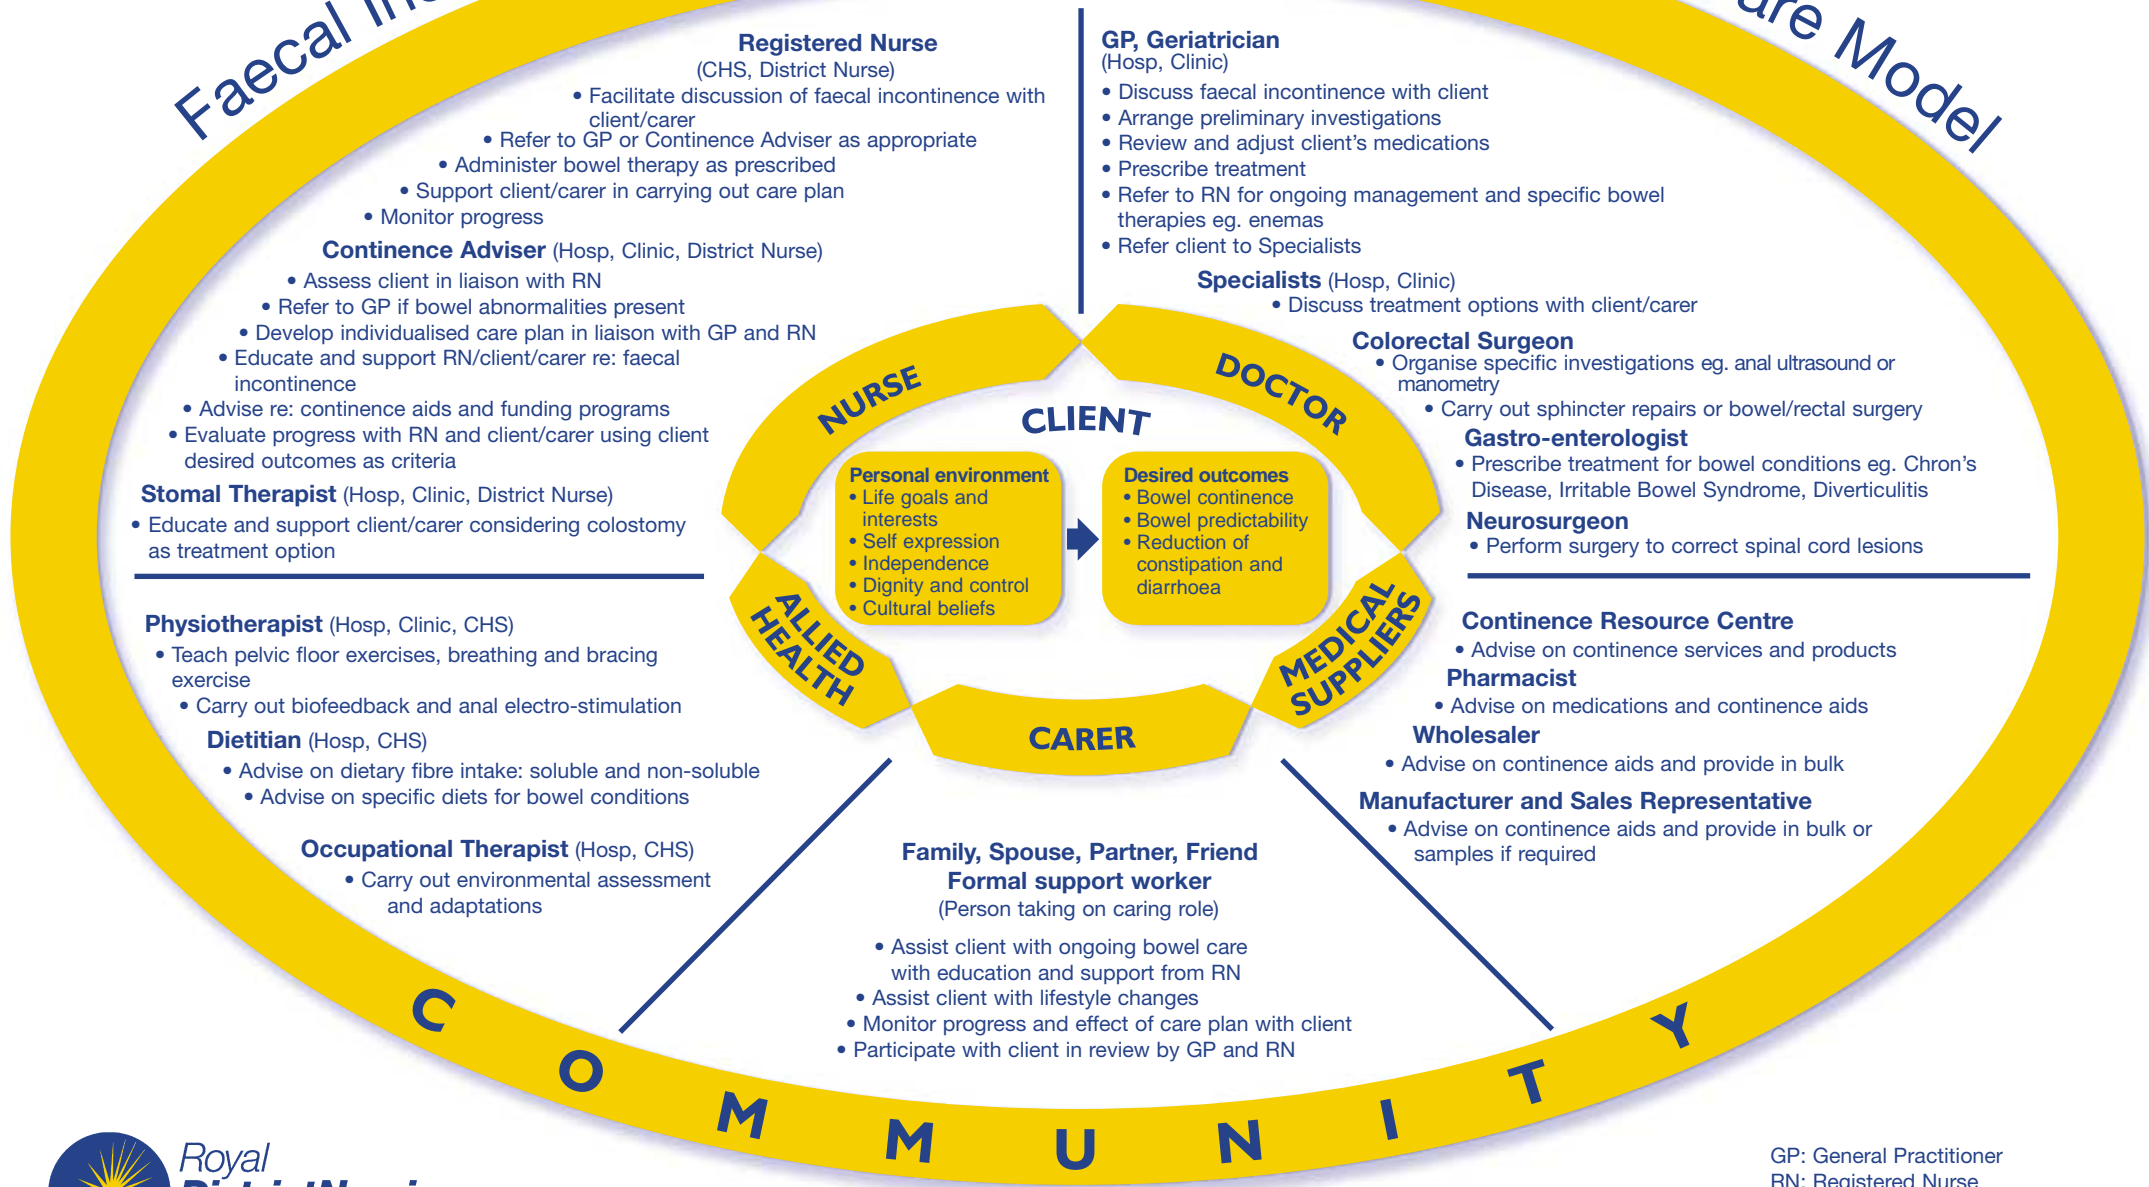 Faecal
are Model
Registered Nurse
(CHS, District Nurse)
• Facilitate discussion of faecal incontinence with
client/carer
• Refer to GP or Continence Adviser as appropriate
• Administer bowel therapy as prescribed
• Support client/carer in carrying out care plan
• Monitor progress
Continence Adviser (Hosp, Clinic, District Nurse)
• Assess client in liaison with RN
• Refer to GP if bowel abnormalities present
• Develop individualised care plan in liaison with GP and RN
• Educate and support RN/client/carer re: faecal
incontinence
• Advise re: continence aids and funding programs
• Evaluate progress with RN and client/carer using client
desired outcomes as criteria
Stomal Therapist (Hosp, Clinic, District Nurse)
• Educate and support client/carer considering colostomy
as treatment option
GP, Geriatrician
(Hosp, Clinic)
• Discuss faecal incontinence with client
• Arrange preliminary investigations
• Review and adjust client's medications
• Prescribe treatment
• Refer to RN for ongoing management and specific bowel
therapies eg. enemas
• Refer client to Specialists
Specialists (Hosp, Clinic)
• Discuss treatment options with client/carer
Colorectal Surgeon
• Organise specific investigations eg. anal ultrasound or
manometry
• Carry out sphincter repairs or bowel/rectal surgery
Gastro-enterologist
• Prescribe treatment for bowel conditions eg. Chron's
Disease, Irritable Bowel Syndrome, Diverticulitis
Neurosurgeon
• Perform surgery to correct spinal cord lesions
NURSE
DOCTOR
CLIENT
Personal environment
• Life goals and
interests
• Self expression
• Independence
• Dignity and control
• Cultural beliefs
Desired outcomes
• Bowel continence
• Bowel predictability
• Reduction of
constipation and
diarrhoea
ALLIED
HEALTH
MEDICAL
SUPPLIERS
CARER
Physiotherapist (Hosp, Clinic, CHS)
• Teach pelvic floor exercises, breathing and bracing
exercise
• Carry out biofeedback and anal electro-stimulation
Dietitian (Hosp, CHS)
• Advise on dietary fibre intake: soluble and non-soluble
• Advise on specific diets for bowel conditions
Occupational Therapist (Hosp, CHS)
• Carry out environmental assessment
and adaptations
Family, Spouse, Partner, Friend
Formal support worker
(Person taking on caring role)
• Assist client with ongoing bowel care
with education and support from RN
• Assist client with lifestyle changes
• Monitor progress and effect of care plan with client
• Participate with client in review by GP and RN
Continence Resource Centre
• Advise on continence services and products
Pharmacist
• Advise on medications and continence aids
Wholesaler
• Advise on continence aids and provide in bulk
Manufacturer and Sales Representative
• Advise on continence aids and provide in bulk or
samples if required
COMMUNITY
Royal
GP: General Practitioner
RN: Registered Nurse